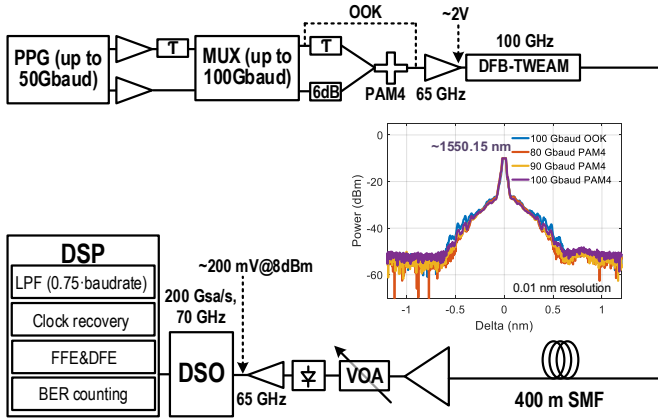 OOK
~2V
PPG (up to
50Gbaud)
τ
MUX (up to
100Gbaud)
τ
6dB
PAM4
65 GHz
100 GHz
DFB-TWEAM
~1550.15 nm
100 Gbaud OOK
80 Gbaud PAM4
90 Gbaud PAM4
100 Gbaud PAM4
Power (dBm)
0
-20
-40
-60
0.01 nm resolution
-1
-0.5
0
0.5
1
Delta (nm)
DSP
LPF (0.75·baudrate)
Clock recovery
FFE&DFE
BER counting
~200 mV@8dBm
200 Gsa/s,
70 GHz
DSO
65 GHz
VOA
400 m SMF